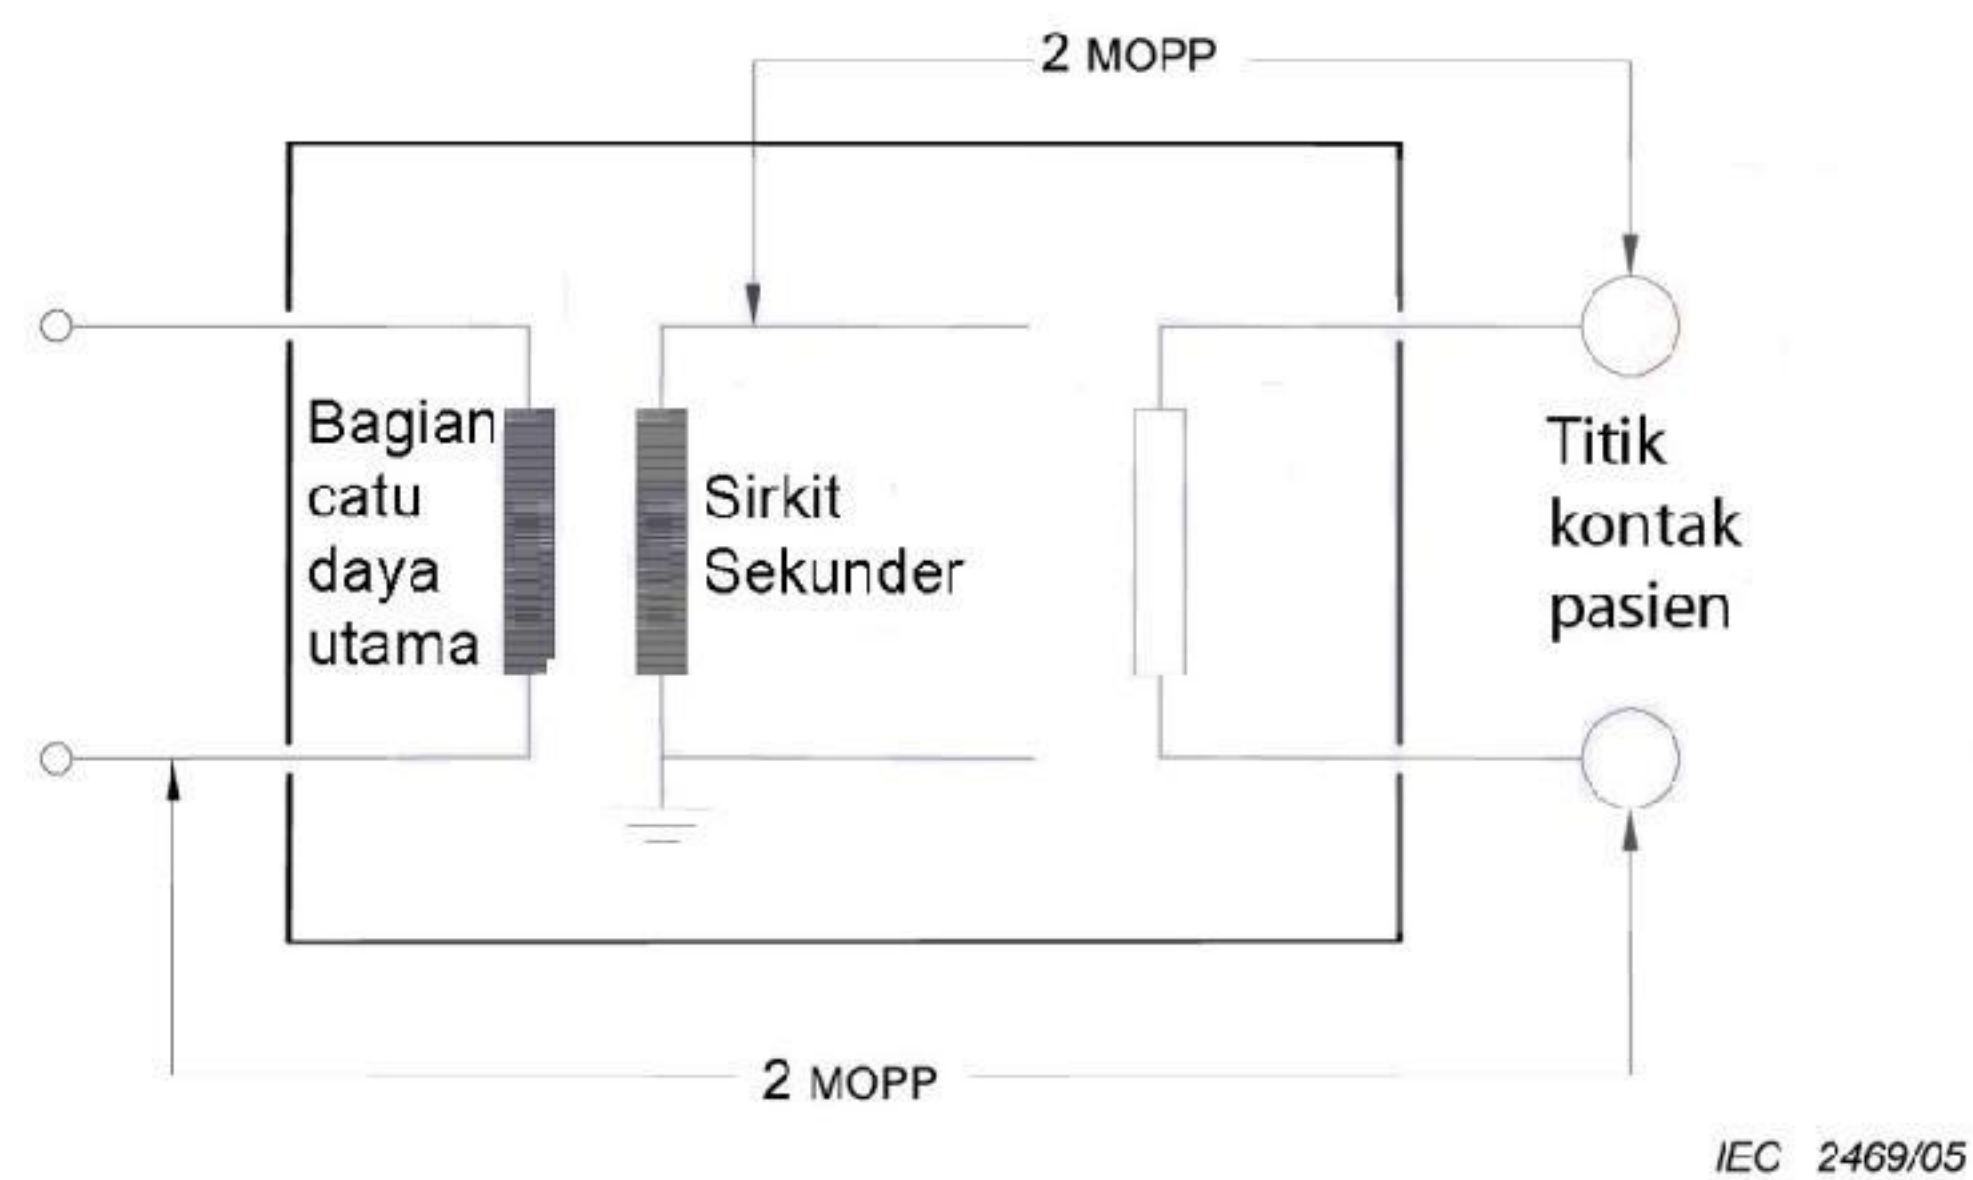 2 MOPP
Bagian
catu
daya
utama
Sirkit
Sekunder
Titik
kontak
pasien
2 MOPP
IEC 2469/05